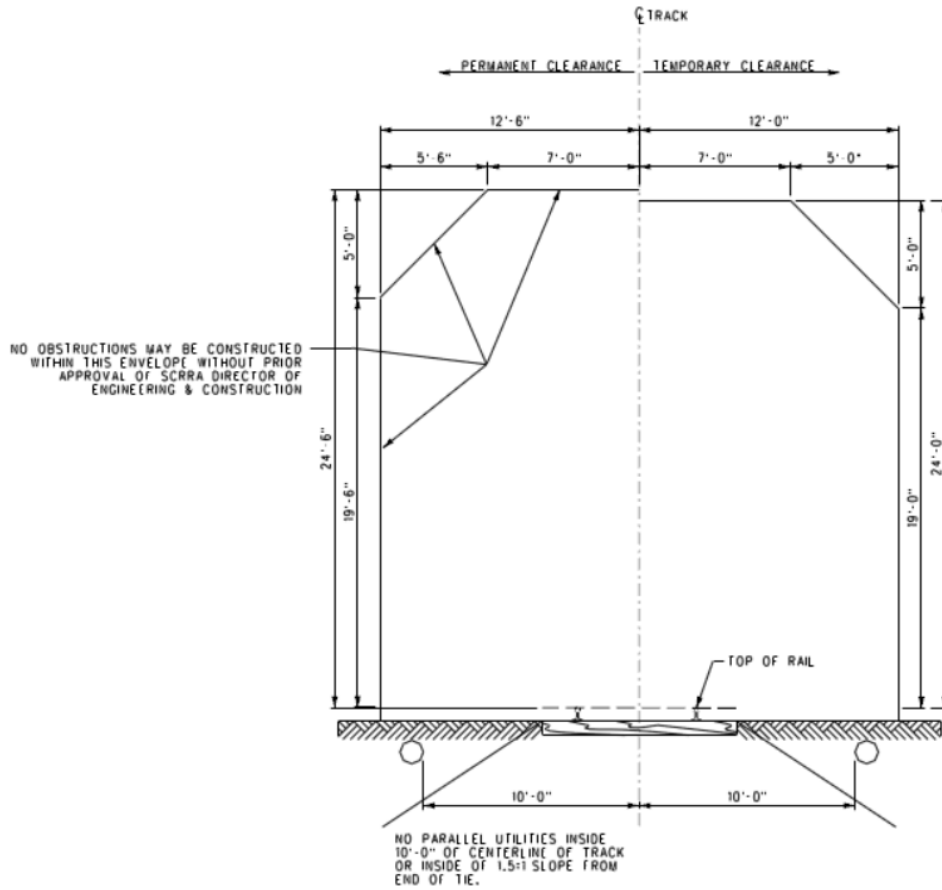 ℄ TRACK
PERMANENT CLEARANCE
TEMPORARY CLEARANCE
12'-6"
12'-0"
5'-6"
7'-0"
7'-0"
5'-0"
5'-0"
5'-0"
NO OBSTRUCTIONS MAY BE CONSTRUCTED
WITHIN THIS ENVELOPE WITHOUT PRIOR
APPROVAL OF SCRRA DIRECTOR OF
ENGINEERING & CONSTRUCTION
24'-6"
19'-6"
19'-0"
24'-0"
TOP OF RAIL
10'-0"
10'-0"
NO PARALLEL UTILITIES INSIDE
10'-0" OF CENTERLINE OF TRACK
OR INSIDE OF 1.5:1 SLOPE FROM
END OF TIE.